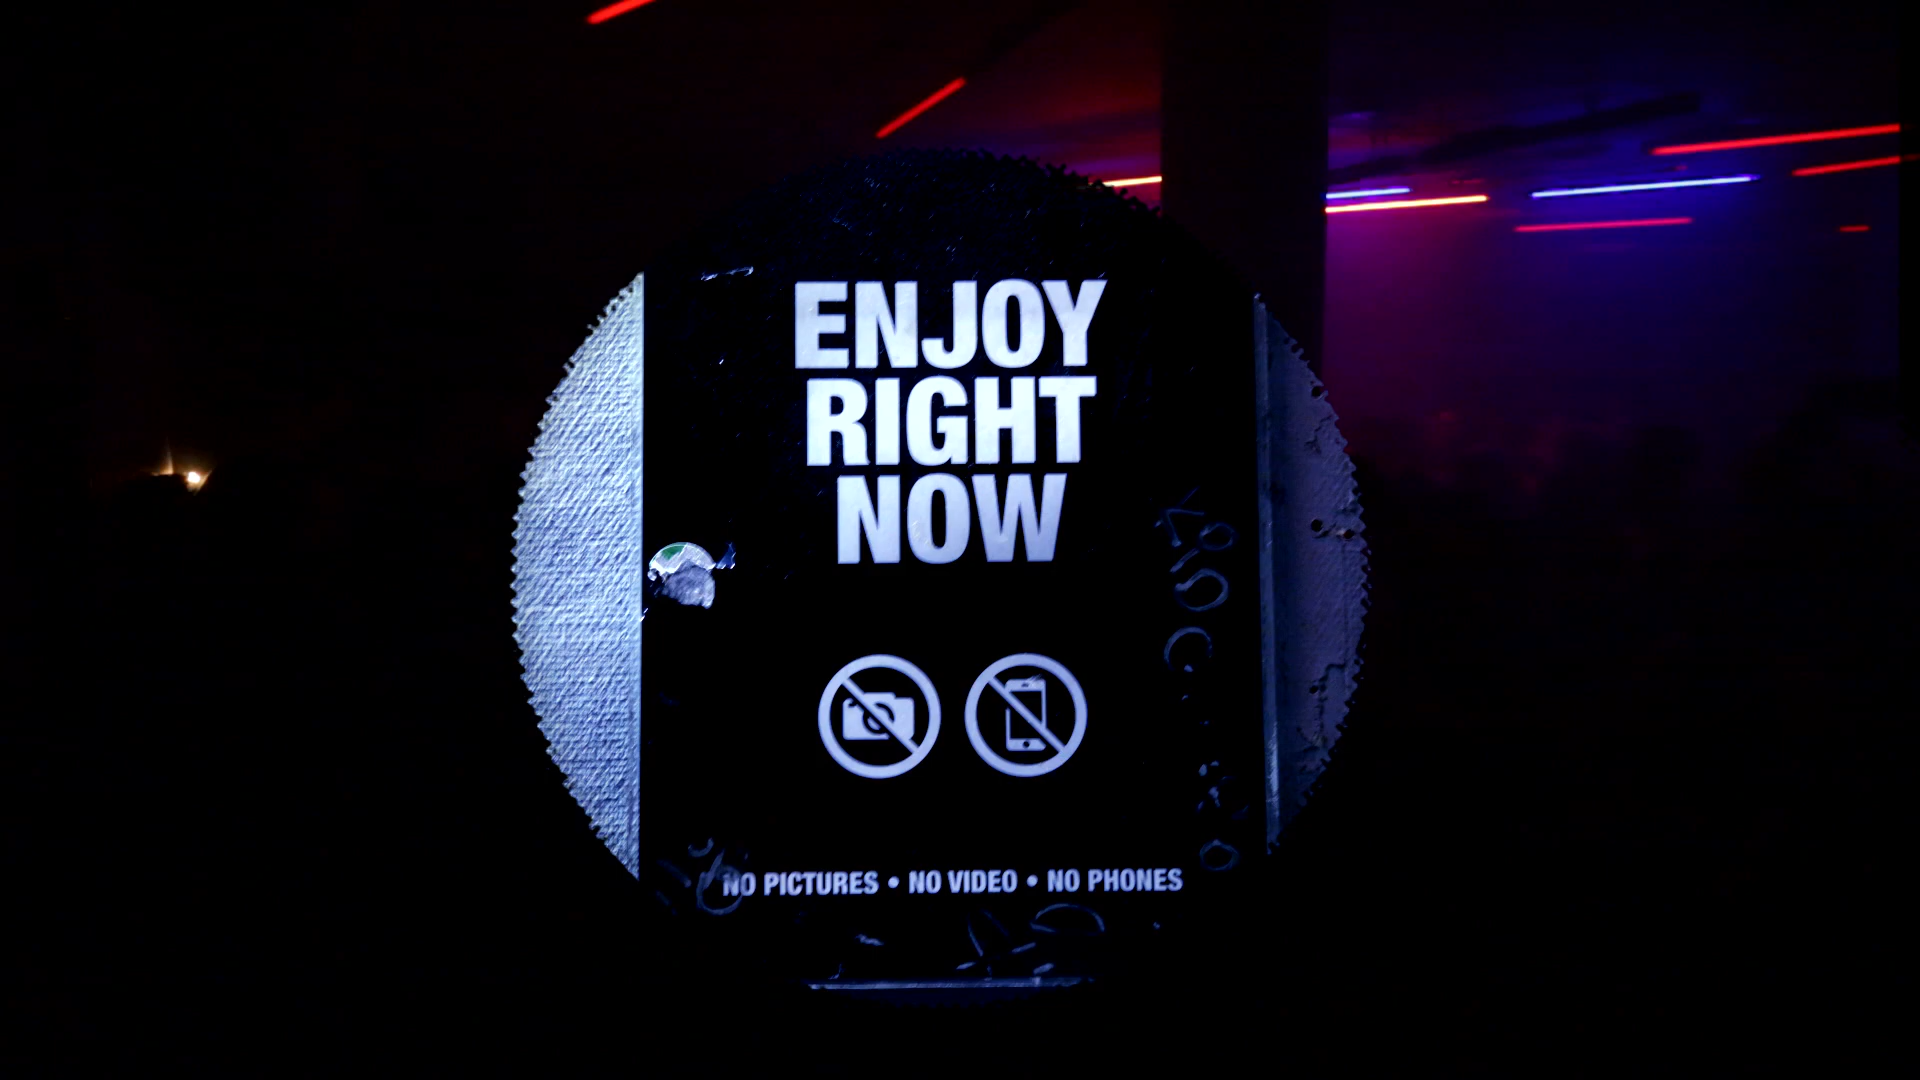 ENJOY
RIGHT
NOW
NO PICTURES • NO VIDEO • NO PHONES